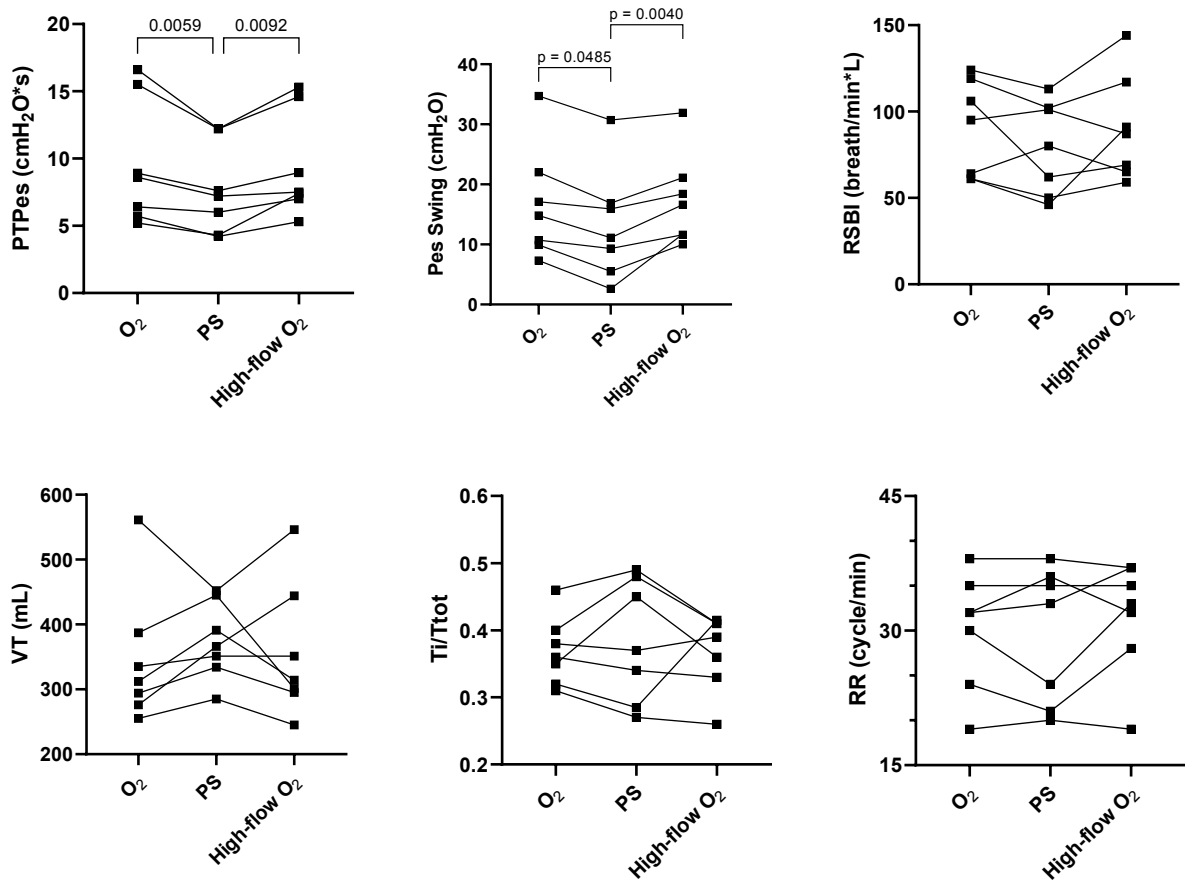 0.0059 0.0092
PTPes (cmH₂O*s)
20
15
10
5
0
O₂ PS High-flow O₂
p = 0.0040
p = 0.0485
Pes Swing (cmH₂O)
40
30
20
10
0
O₂ PS High-flow O₂
RSBI (breath/min*L)
150
100
50
0
O₂ PS High-flow O₂
VT (mL)
600
500
400
300
200
O₂ PS High-flow O₂
Ti/Ttot
0.6
0.5
0.4
0.3
0.2
O₂ PS High-flow O₂
RR (cycle/min)
45
30
15
O₂ PS High-flow O₂